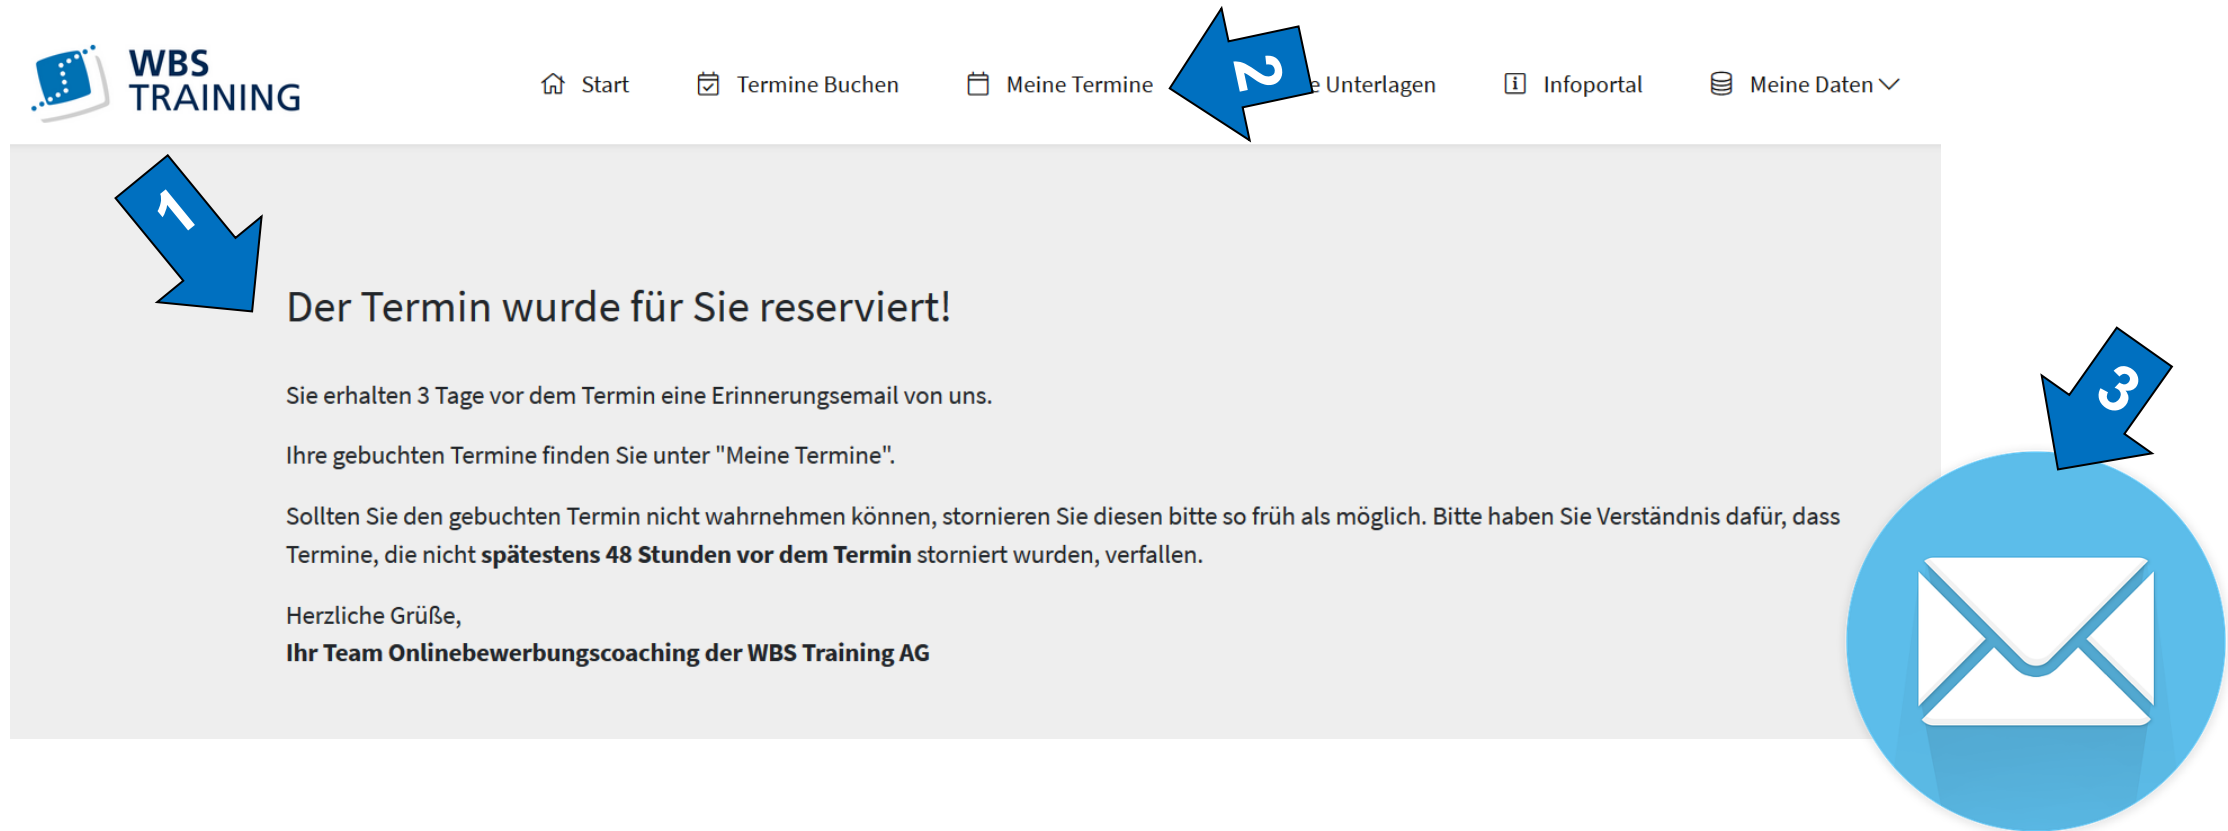 WBS
TRAINING
Start
Termine Buchen
Meine Termine
2
e Unterlagen
Infoportal
Meine Daten
1
Der Termin wurde für Sie reserviert!
Sie erhalten 3 Tage vor dem Termin eine Erinnerungsemail von uns.
Ihre gebuchten Termine finden Sie unter "Meine Termine".
Sollten Sie den gebuchten Termin nicht wahrnehmen können, stornieren Sie diesen bitte so früh als möglich. Bitte haben Sie Verständnis dafür, dass
Termine, die nicht spätestens 48 Stunden vor dem Termin storniert wurden, verfallen.
Herzliche Grüße,
Ihr Team Onlinebewerbungscoaching der WBS Training AG
3